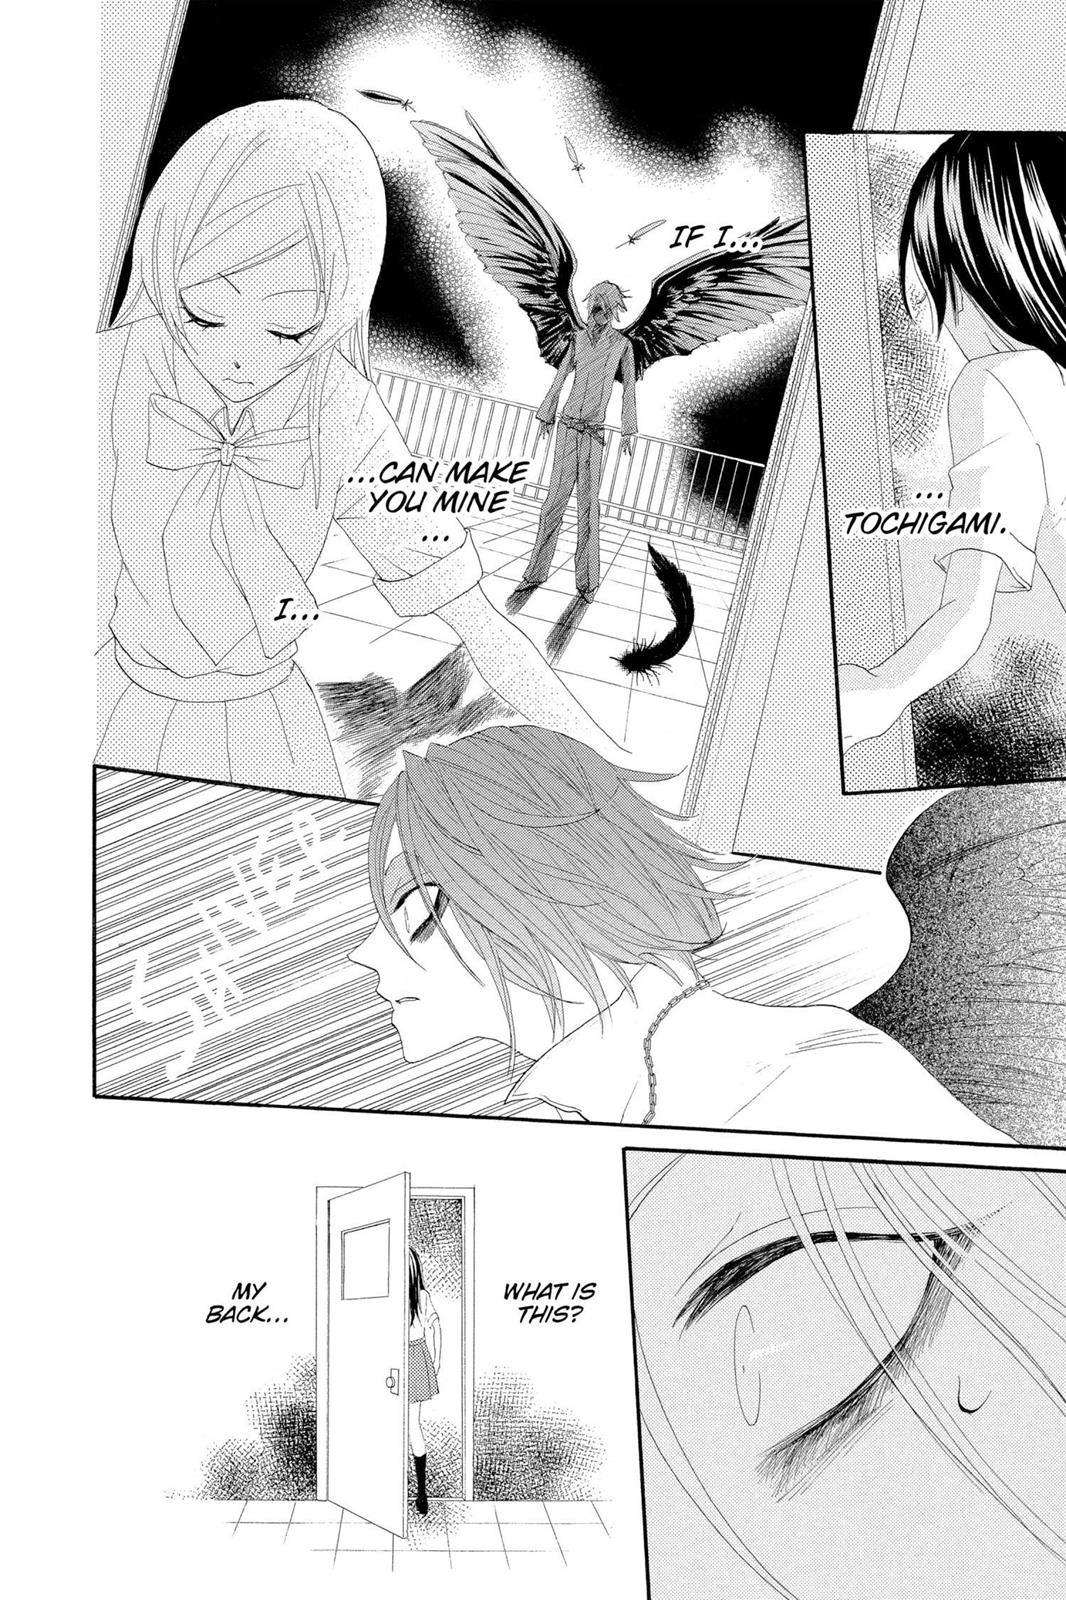 ...
TOCHIGAMI.
IF I...
...CAN MAKE
YOU MINE
...
I...
WHAT IS
THIS?
MY
BACK...